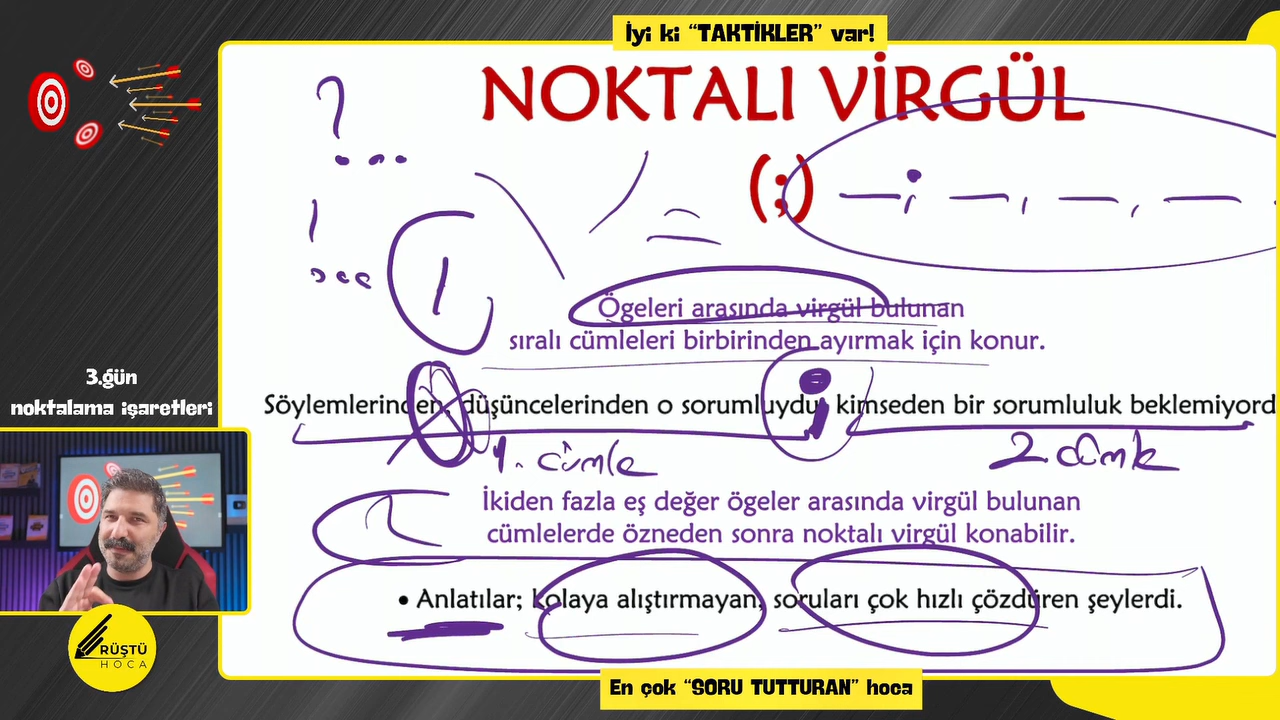 İyi ki “TAKTİKLER” var!
NOKTALI VİRGÜL
(;)
Ögeleri arasında virgül bulunan
sıralı cümleleri birbirinden ayırmak için konur.
3.gün
noktalama işaretleri
Söylemlerinden, düşüncelerinden o sorumluydu; kimseden bir sorumluluk beklemiyord
1. cümle
2. cümle
İkiden fazla eş değer ögeler arasında virgül bulunan
cümlelerde özneden sonra noktalı virgül konabilir.
• Anlatılar; kolaya alıştırmayan, soruları çok hızlı çözdüren şeylerdi.
RÜŞTÜ
HOCA
En çok “SORU TUTTURAN” hoca